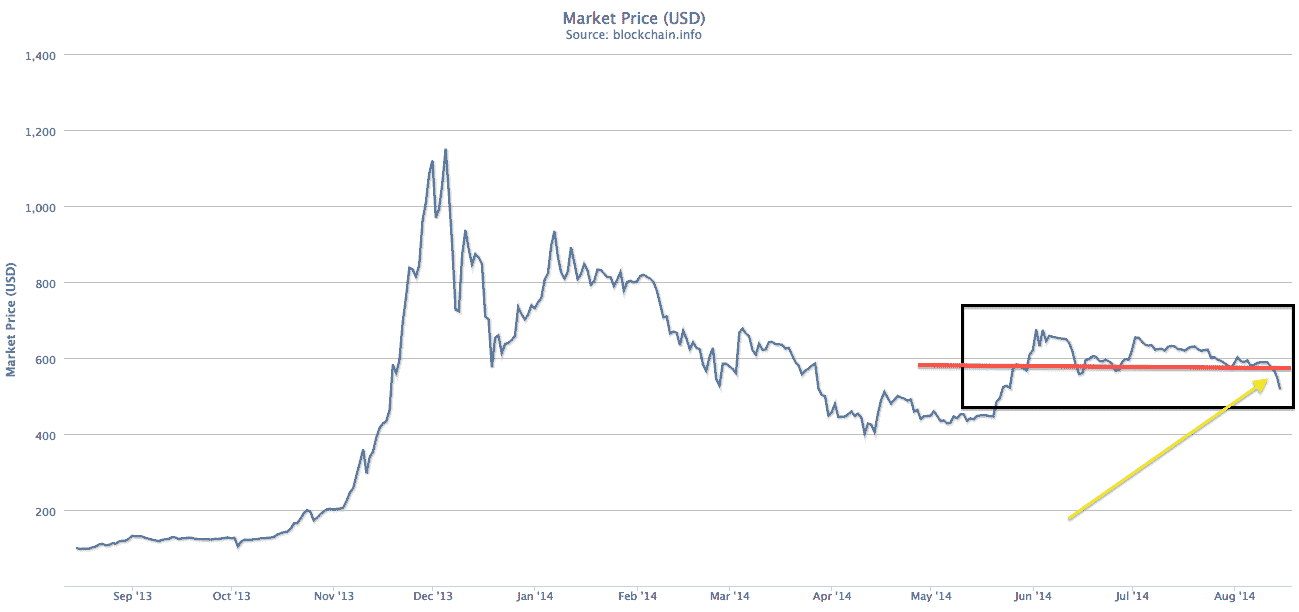 Market Price (USD)
Source: blockchain.info
1,400
1,200
1,000
800
600
400
200
Market Price (USD)
Sep '13
Oct '13
Nov '13
Dec '13
Jan '14
Feb '14
Mar '14
Apr '14
May '14
Jun '14
Jul '14
Aug '14